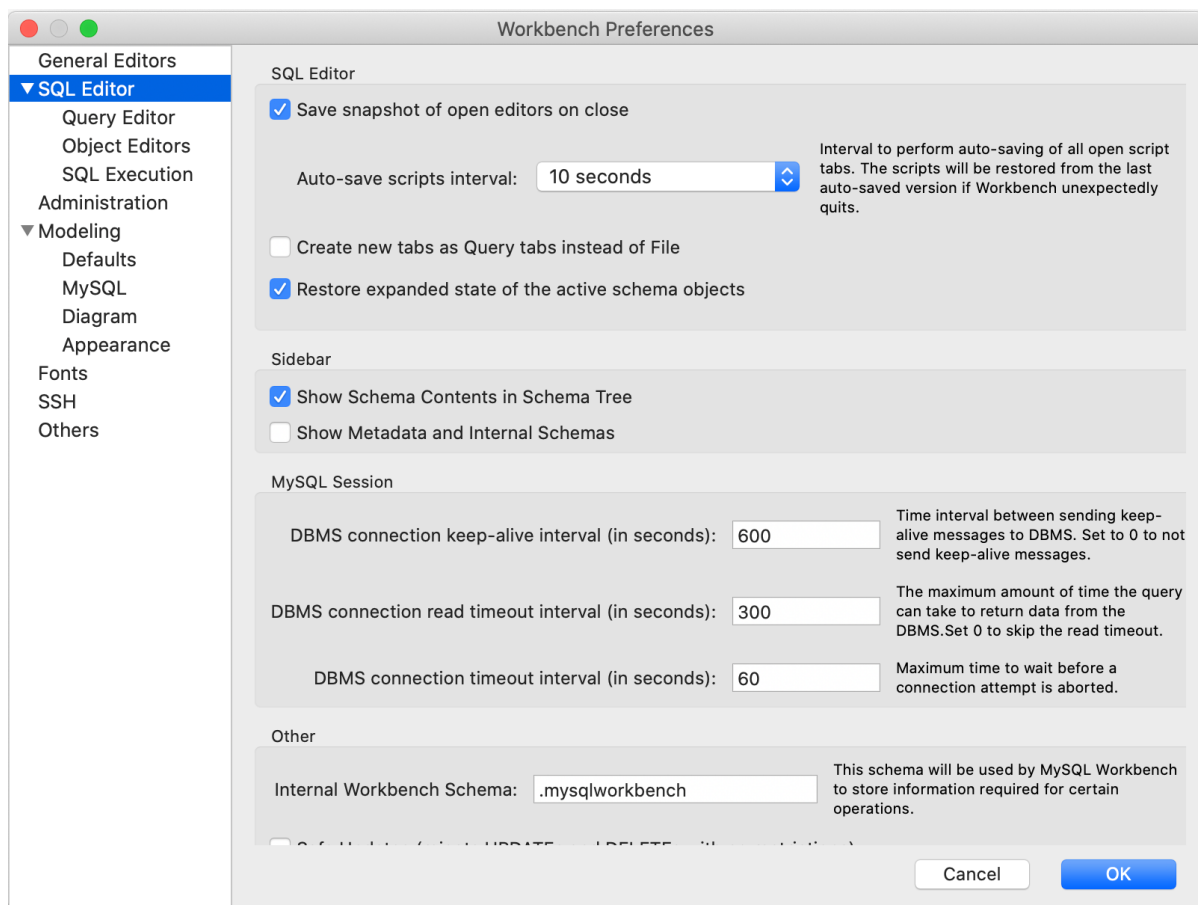 Workbench Preferences
General Editors
SQL Editor
Query Editor
Object Editors
SQL Execution
Administration
Modeling
Defaults
MySQL
Diagram
Appearance
Fonts
SSH
Others
SQL Editor
Save snapshot of open editors on close
Auto-save scripts interval:
10 seconds
Interval to perform auto-saving of all open script
tabs. The scripts will be restored from the last
auto-saved version if Workbench unexpectedly
quits.
Create new tabs as Query tabs instead of File
Restore expanded state of the active schema objects
Sidebar
Show Schema Contents in Schema Tree
Show Metadata and Internal Schemas
MySQL Session
DBMS connection keep-alive interval (in seconds):
600
Time interval between sending keep-
alive messages to DBMS. Set to 0 to not
send keep-alive messages.
DBMS connection read timeout interval (in seconds):
300
The maximum amount of time the query
can take to return data from the
DBMS.Set 0 to skip the read timeout.
DBMS connection timeout interval (in seconds):
60
Maximum time to wait before a
connection attempt is aborted.
Other
Internal Workbench Schema:
.mysqlworkbench
This schema will be used by MySQL Workbench
to store information required for certain
operations.
Cancel
OK